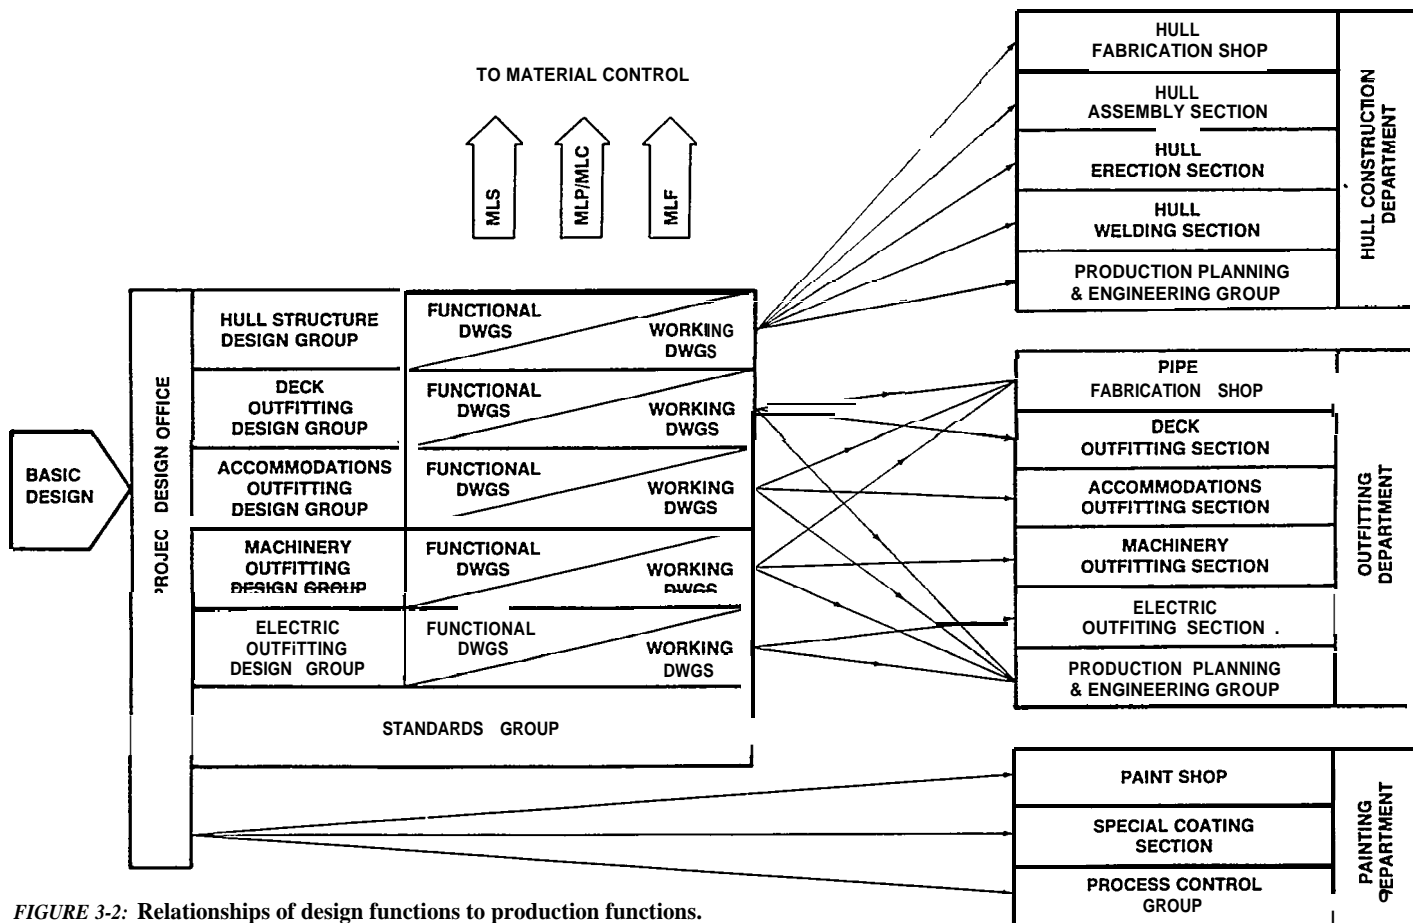 TO MATERIAL CONTROL
MLS
MLP/MLC
MLF
BASIC
DESIGN
PROJEC DESIGN OFFICE
HULL STRUCTURE
DESIGN GROUP
FUNCTIONAL
DWGS
WORKING
DWGS
DECK
OUTFITTING
DESIGN GROUP
FUNCTIONAL
DWGS
WORKING
DWGS
ACCOMMODATIONS
OUTFITTING
DESIGN GROUP
FUNCTIONAL
DWGS
WORKING
DWGS
MACHINERY
OUTFITTING
DESIGN GROUP
FUNCTIONAL
DWGS
WORKING
DWGS
ELECTRIC
OUTFiTTING
DESIGN GROUP
FUNCTIONAL
DWGS
WORKING
DWGS
STANDARDS GROUP
HULL
FABRICATION SHOP
HULL
ASSEMBLY SECTION
HULL
ERECTION SECTION
HULL
WELDING SECTION
PRODUCTION PLANNING
& ENGINEERING GROUP
HULL CONSTRUCTION
DEPARTMENT
PIPE
FABRICATION SHOP
DECK
OUTFITTING SECTION
ACCOMMODATIONS
OUTFITTING SECTION
MACHINERY
OUTFITTING SECTION
ELECTRIC
OUTFITING SECTION .
PRODUCTION PLANNING
& ENGINEERING GROUP
OUTFITTING
DEPARTMENT
PAINT SHOP
SPECIAL COATING
SECTION
PROCESS CONTROL
GROUP
PAINTING
DEPARTMENT
FIGURE 3-2: Relationships of design functions to production functions.